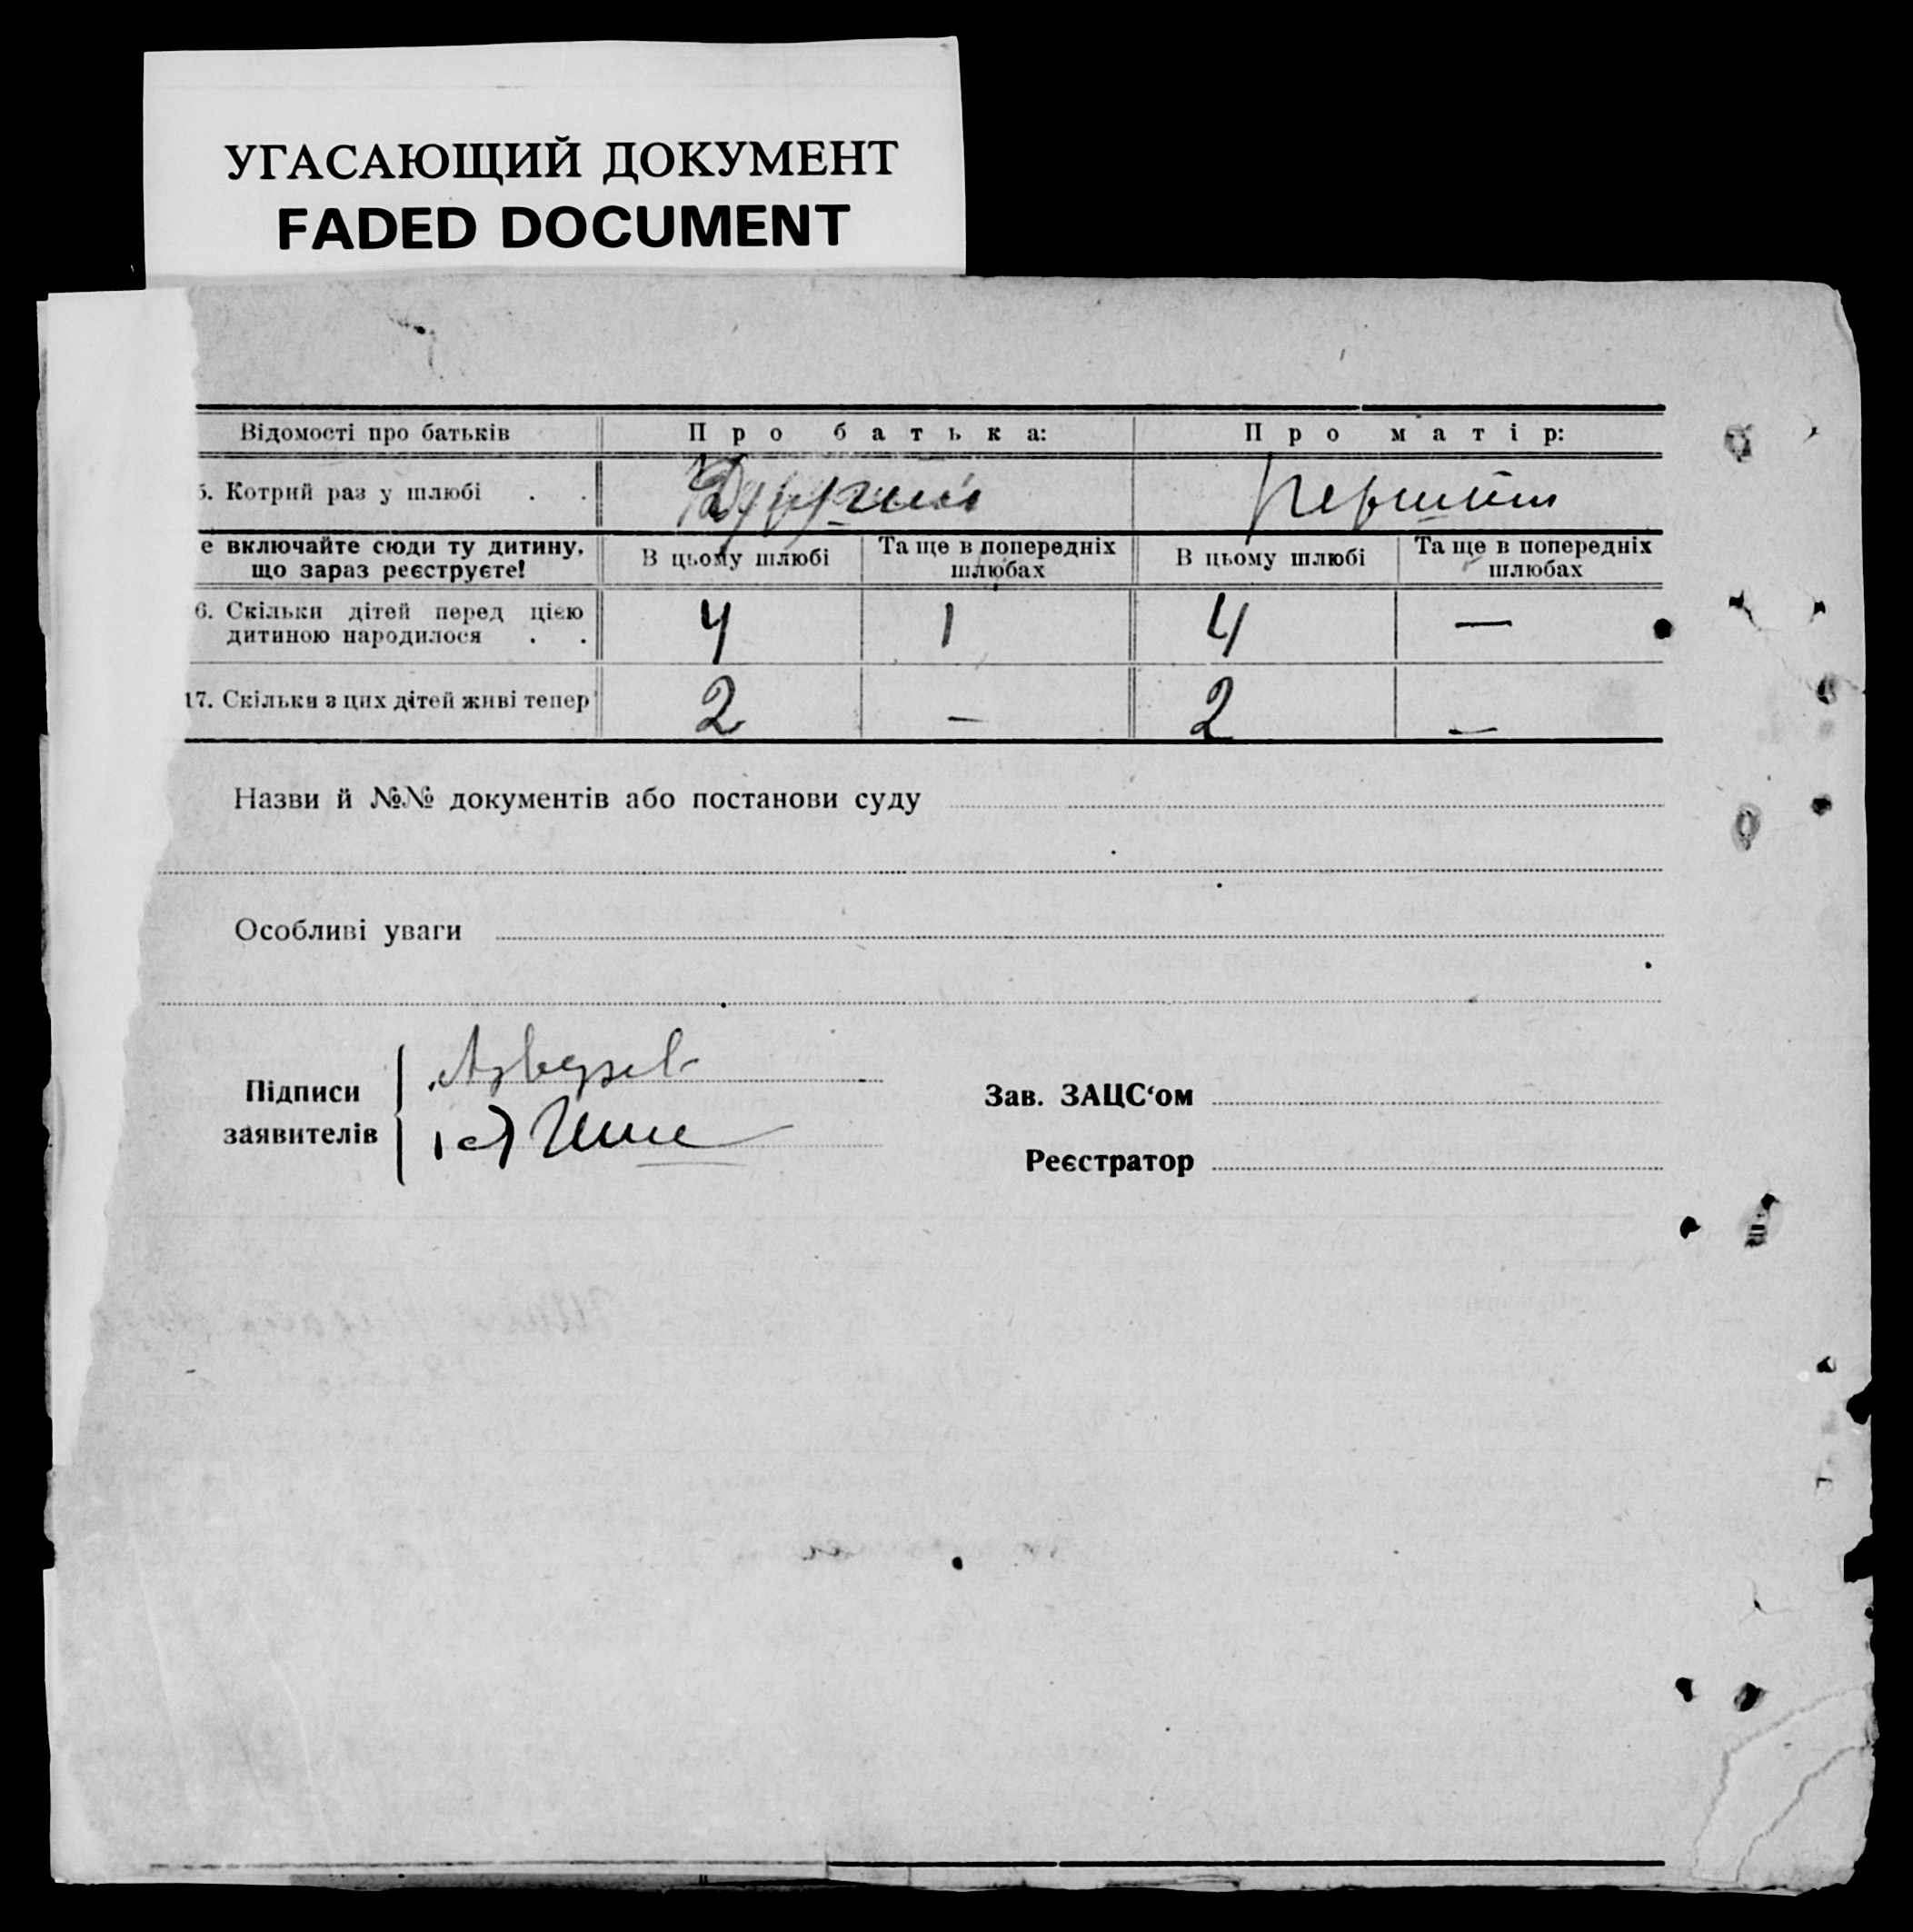 УГАСАЮЩИЙ ДОКУМЕНТ
FADED DOCUMENT
Відомості про батьків Про батька: Про матір:
5. Котрий раз у шлюбі . .
е включайте сюди ту дитину, В цьому шлюбі Та ще в попередніх В цьому шлюбі Та ще в попередніх
що зараз реєструєте! шлюбах шлюбах
6. Скільки дітей перед цією 4 1 4 —
дитиною народилося . .
17. Скільки з цих дітей живі тепер 2 — 2 —
Назви й №№ документів або постанови суду
Особливі уваги
Підписи
заявителів
Зав. ЗАЦС‘ом
Реєстратор